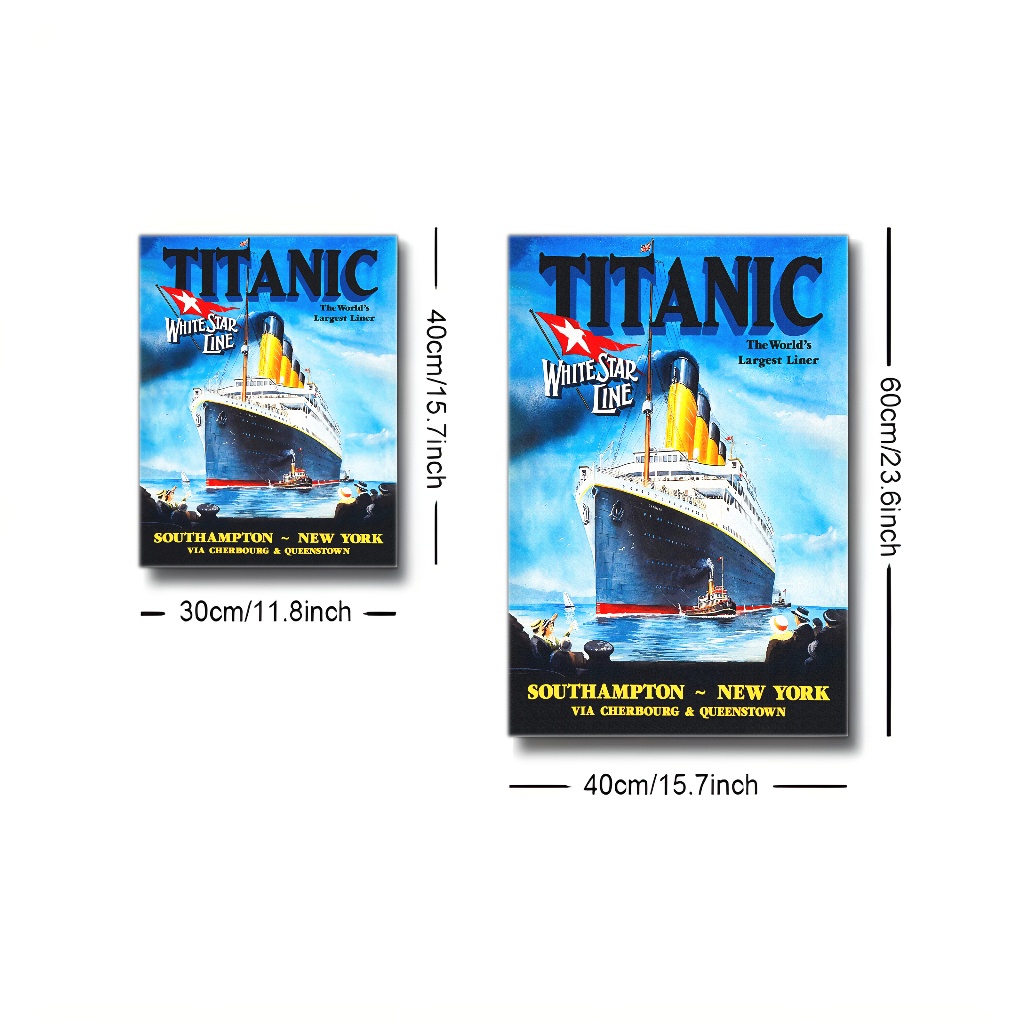 TITANIC
The World's
Largest Liner
WHITE STAR
LINE
SOUTHAMPTON ~ NEW YORK
VIA CHERBOURG & QUEENSTOWN
40cm/15.7inch
30cm/11.8inch
TITANIC
The World's
Largest Liner
WHITE STAR
LINE
SOUTHAMPTON ~ NEW YORK
VIA CHERBOURG & QUEENSTOWN
60cm/23.6inch
40cm/15.7inch